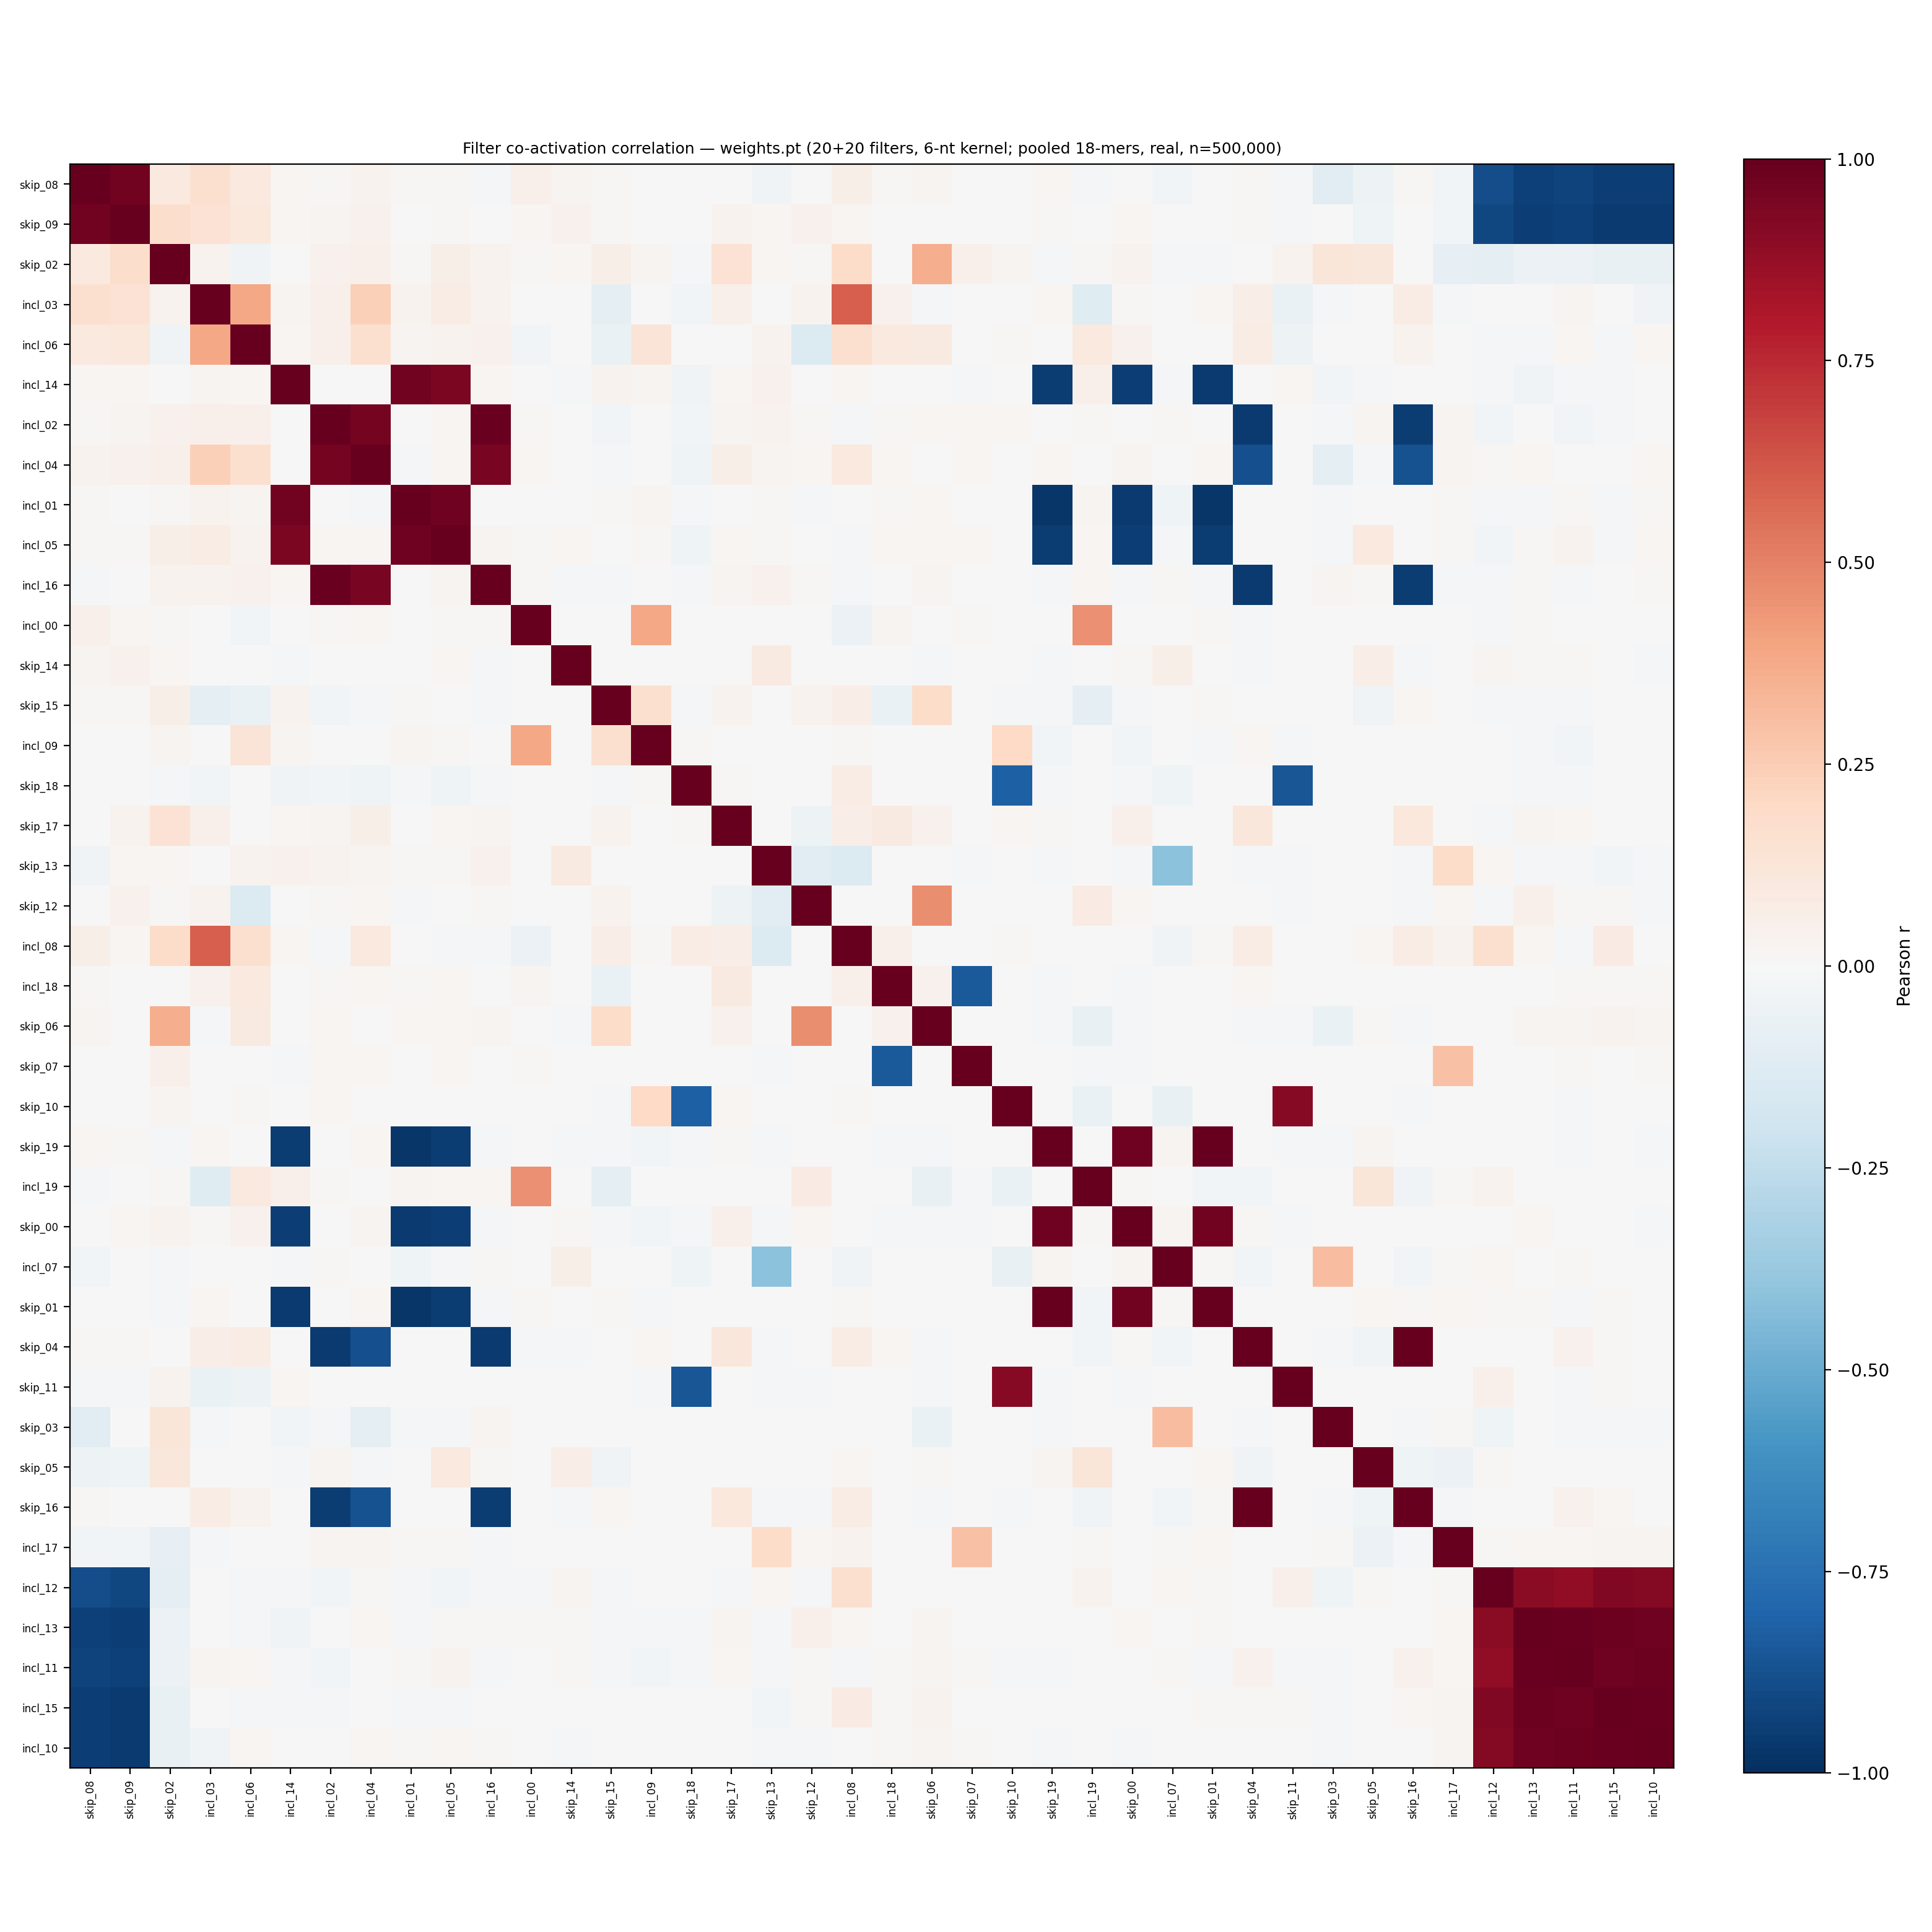 Filter co-activation correlation — weights.pt (20+20 filters, 6-nt kernel; pooled 18-mers, real, n=500,000)
skip_08
skip_09
skip_02
incl_03
incl_06
incl_14
incl_02
incl_04
incl_01
incl_05
incl_16
incl_00
skip_14
skip_15
incl_09
skip_18
skip_17
skip_13
skip_12
incl_08
incl_18
skip_06
skip_07
skip_10
skip_19
incl_19
skip_00
incl_07
skip_01
skip_04
skip_11
skip_03
skip_05
skip_16
incl_17
incl_12
incl_13
incl_11
incl_15
incl_10
skip_08
skip_09
skip_02
incl_03
incl_06
incl_14
incl_02
incl_04
incl_01
incl_05
incl_16
incl_00
skip_14
skip_15
incl_09
skip_18
skip_17
skip_13
skip_12
incl_08
incl_18
skip_06
skip_07
skip_10
skip_19
incl_19
skip_00
incl_07
skip_01
skip_04
skip_11
skip_03
skip_05
skip_16
incl_17
incl_12
incl_13
incl_11
incl_15
incl_10
1.00
0.75
0.50
0.25
0.00
−0.25
−0.50
−0.75
−1.00
Pearson r